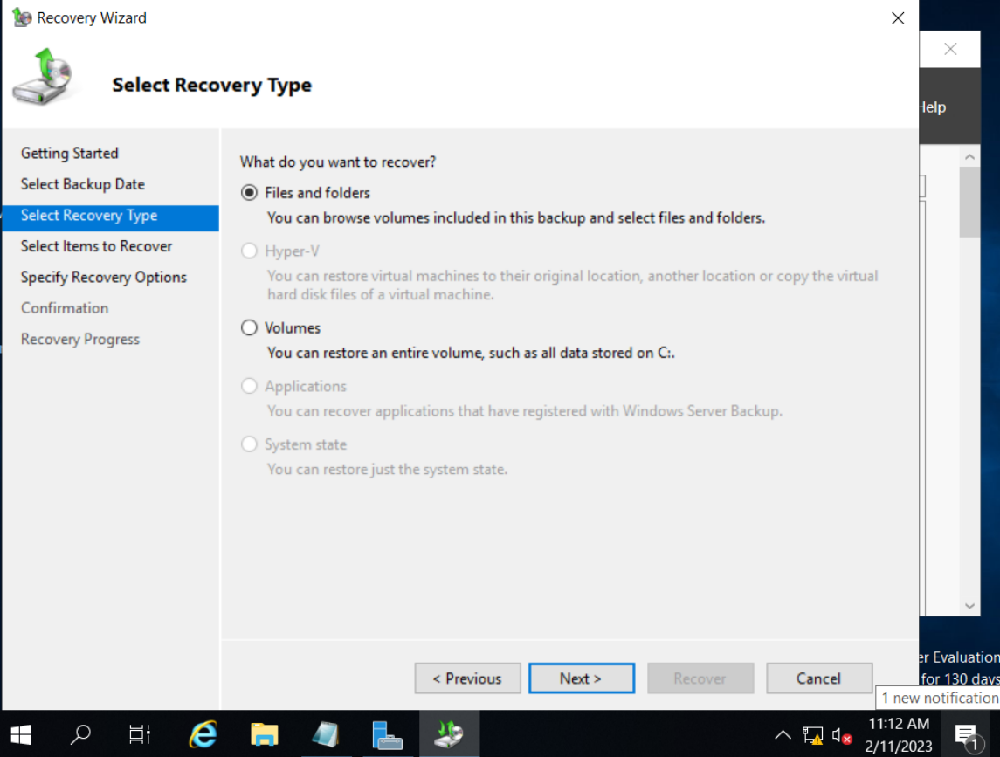 Recovery Wizard
Select Recovery Type
Help
Getting Started
Select Backup Date
Select Recovery Type
Select Items to Recover
Specify Recovery Options
Confirmation
Recovery Progress
What do you want to recover?
Files and folders
You can browse volumes included in this backup and select files and folders.
Hyper-V
You can restore virtual machines to their original location, another location or copy the virtual
hard disk files of a virtual machine.
Volumes
You can restore an entire volume, such as all data stored on C:.
Applications
You can recover applications that have registered with Windows Server Backup.
System state
You can restore just the system state.
< Previous
Next >
Recover
Cancel
er Evaluation
for 130 days
1 new notification
11:12 AM
2/11/2023
1